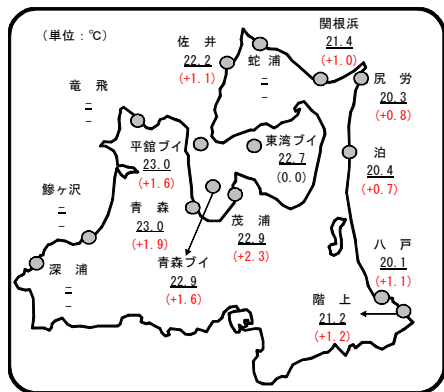 (単位：℃)
佐井
22.2
(+1.1)
蛇浦
－
－
関根浜
21.4
(+1.0)
尻労
20.3
(+0.8)
竜飛
－
－
平舘ブイ
23.0
(+1.6)
東湾ブイ
22.7
(0.0)
泊
20.4
(+0.7)
鰺ヶ沢
－
－
青森
23.0
(+1.9)
茂浦
22.9
(+2.3)
深浦
－
－
青森ブイ
22.9
(+1.6)
八戸
20.1
(+1.1)
階上
21.2
(+1.2)